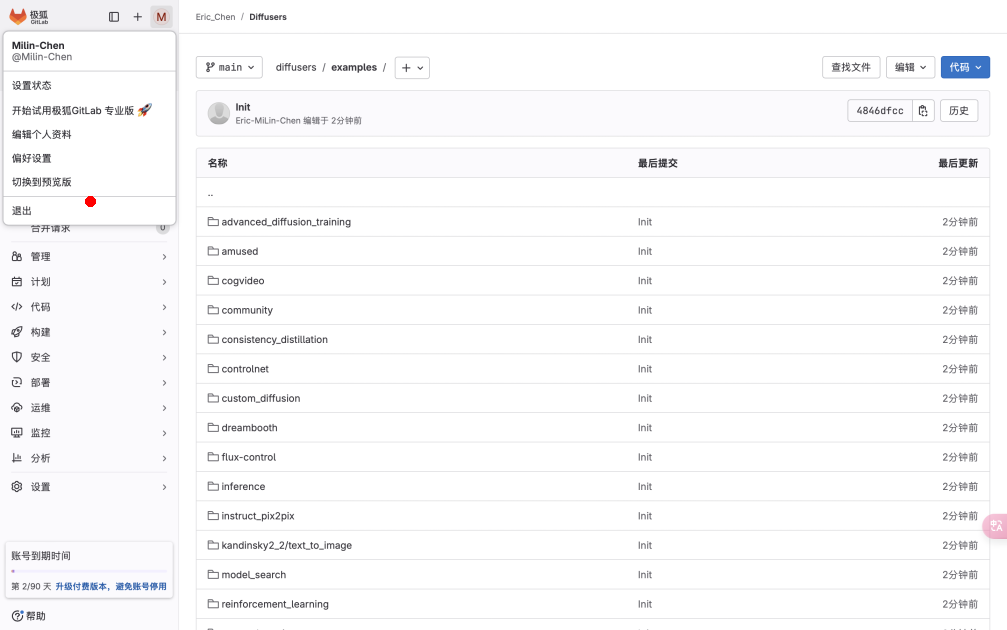 极狐
GitLab
M
Milin-Chen
@Milin-Chen
设置状态
开始试用极狐GitLab 专业版 🚀
编辑个人资料
偏好设置
切换到预览版
退出
合并请求 0
管理
计划
代码
构建
安全
部署
运维
监控
分析
设置
账号到期时间
第 2/90 天 升级付费版本，避免账号停用
帮助
Eric_Chen / Diffusers
main diffusers / examples / 查找文件 编辑 代码
Init
Eric-MiLin-Chen 编辑于 2分钟前
4846dfcc 历史
名称 最后提交 最后更新
..
advanced_diffusion_training Init 2分钟前
amused Init 2分钟前
cogvideo Init 2分钟前
community Init 2分钟前
consistency_distillation Init 2分钟前
controlnet Init 2分钟前
custom_diffusion Init 2分钟前
dreambooth Init 2分钟前
flux-control Init 2分钟前
inference Init 2分钟前
instruct_pix2pix Init 2分钟前
kandinsky2_2/text_to_image Init 2分钟前
model_search Init 2分钟前
reinforcement_learning Init 2分钟前